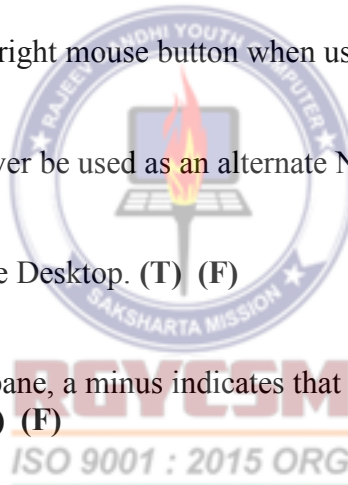 right mouse button when us
RAJEEV GANDHI YOUTH COMPUTER
ver be used as an alternate N
e Desktop. (T) (F)
SAKSHARTA MISSION
pane, a minus indicates that
) (F)
RGYCSM
ISO 9001 : 2015 ORG